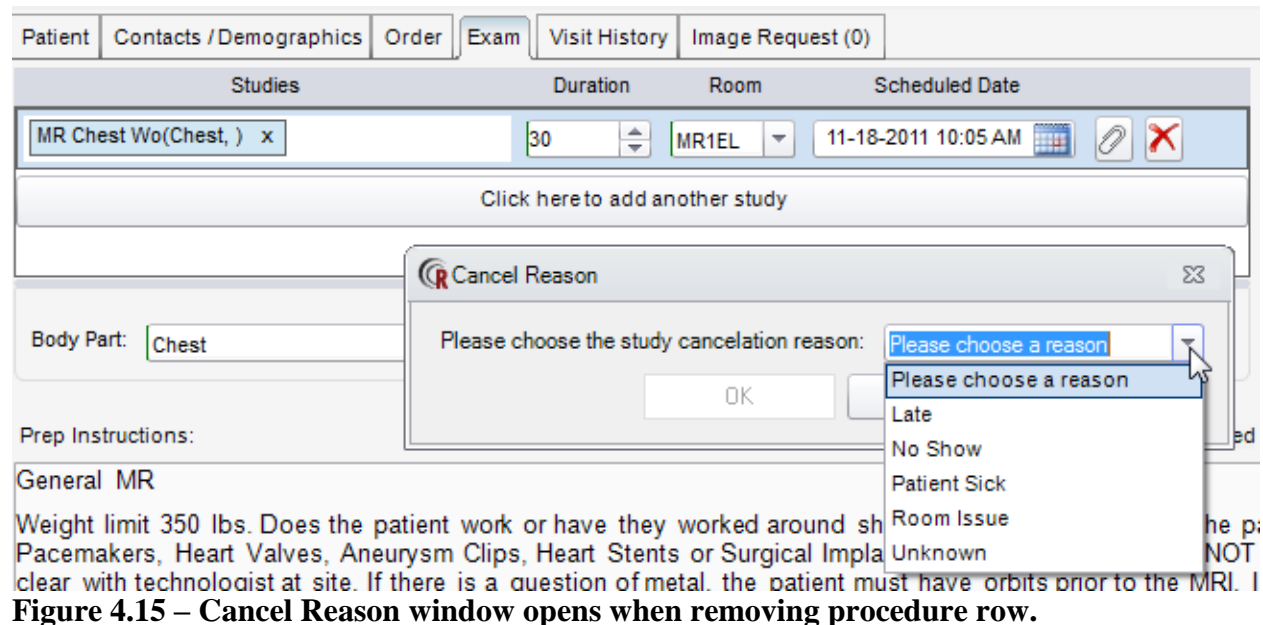 Patient Contacts / Demographics Order Exam Visit History Image Request (0)
Studies Duration Room Scheduled Date
MR Chest Wo(Chest, ) x 30 MR1EL 11-18-2011 10:05 AM
Click here to add another study
Cancel Reason
Body Part: Chest
Please choose the study cancelation reason: Please choose a reason
OK
Please choose a reason
Late
No Show
Patient Sick
Room Issue
Unknown
Prep Instructions:
General MR
Weight limit 350 lbs. Does the patient work or have they worked around sh
Pacemakers, Heart Valves, Aneurysm Clips, Heart Stents or Surgical Impla NOT
clear with technologist at site. If there is a question of metal, the patient must have orbits prior to the MRI.
Figure 4.15 – Cancel Reason window opens when removing procedure row.